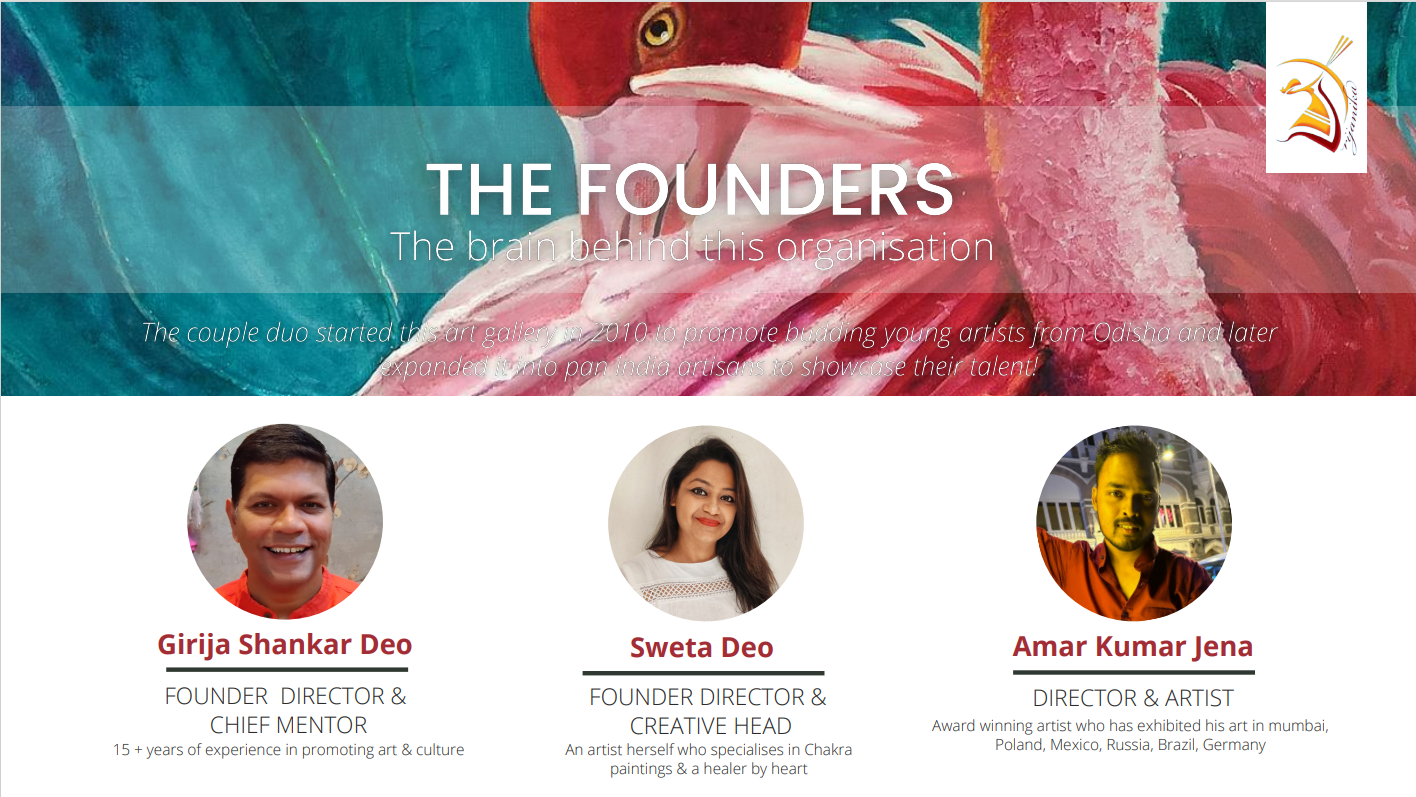 THE FOUNDERS
The brain behind this organisation
The couple duo started this art gallery in 2010 to promote budding young artists from Odisha and later
expanded it into pan india artisans to showcase their talent!
Girija Shankar Deo
FOUNDER DIRECTOR &
CHIEF MENTOR
15 + years of experience in promoting art & culture
Sweta Deo
FOUNDER DIRECTOR &
CREATIVE HEAD
An artist herself who specialises in Chakra
paintings & a healer by heart
Amar Kumar Jena
DIRECTOR & ARTIST
Award winning artist who has exhibited his art in mumbai,
Poland, Mexico, Russia, Brazil, Germany